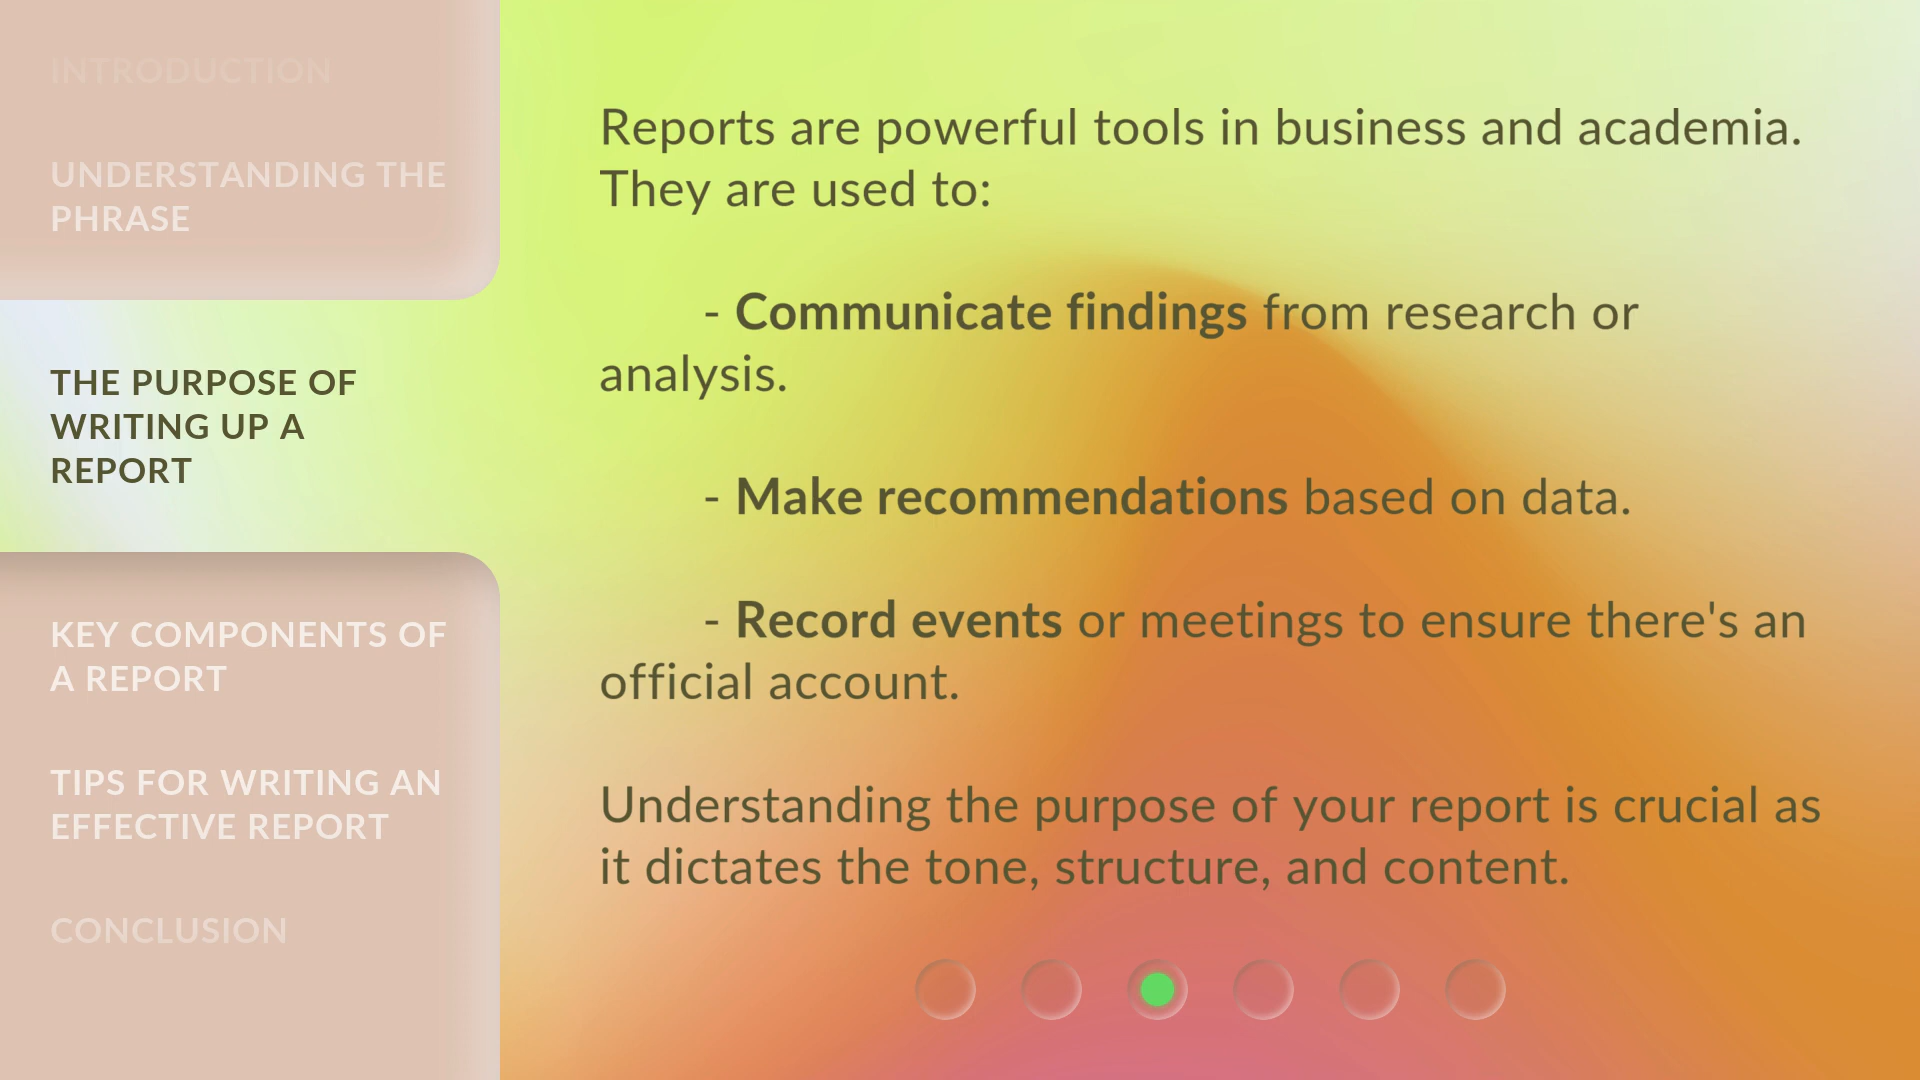 INTRODUCTION
UNDERSTANDING THE
PHRASE
THE PURPOSE OF
WRITING UP A
REPORT
KEY COMPONENTS OF
A REPORT
TIPS FOR WRITING AN
EFFECTIVE REPORT
CONCLUSION
Reports are powerful tools in business and academia.
They are used to:
- Communicate findings from research or
analysis.
- Make recommendations based on data.
- Record events or meetings to ensure there's an
official account.
Understanding the purpose of your report is crucial as
it dictates the tone, structure, and content.